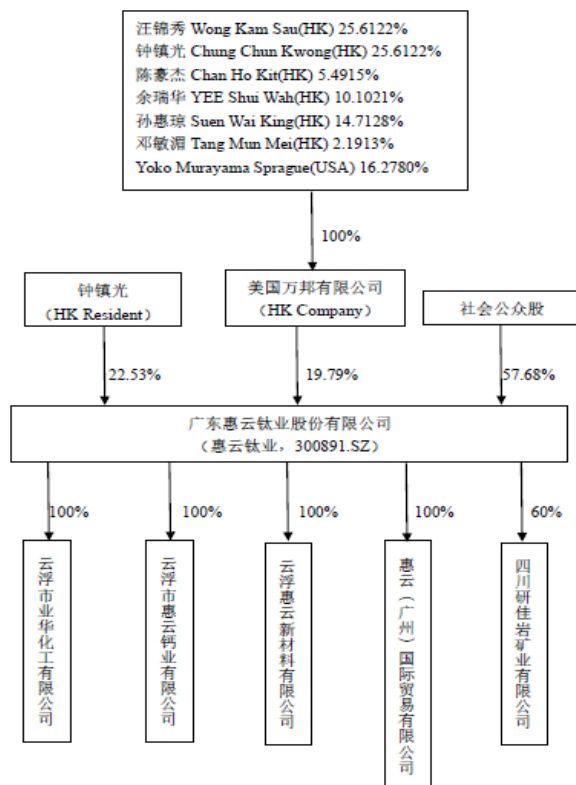 汪锦秀 Wong Kam Sau(HK) 25.6122%
钟镇光 Chung Chun Kwong(HK) 25.6122%
陈豪杰 Chan Ho Kit(HK) 5.4915%
余瑞华 YEE Shui Wah(HK) 10.1021%
孙惠琼 Suen Wai King(HK) 14.7128%
邓敏湄 Tang Mun Mei(HK) 2.1913%
Yoko Murayama Sprague(USA) 16.2780%
100%
钟镇光
（HK Resident）
美国万邦有限公司
（HK Company）
社会公众股
22.53%
19.79%
57.68%
广东惠云钛业股份有限公司
（惠云钛业，300891.SZ）
100%
100%
100%
100%
60%
云浮市业华化工有限公司
云浮市惠云钙业有限公司
云浮惠云新材料有限公司
惠云（广州）国际贸易有限公司
四川研佳岩矿业有限公司